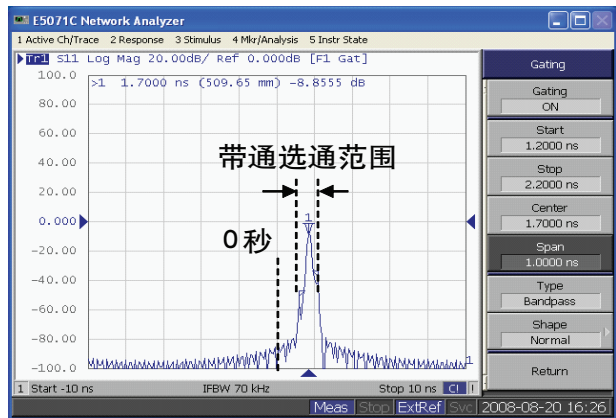 E5071C Network Analyzer
1 Active Ch/Trace 2 Response 3 Stimulus 4 Mkr/Analysis 5 Instr State
Tr1 S11 Log Mag 20.00dB/ Ref 0.000dB [F1 Gat]
100.0
>1 1.7000 ns (509.65 mm) -8.8555 dB
80.00
60.00
40.00
20.00
0.000
-20.00
-40.00
-60.00
-80.00
-100.0
带通选通范围
0秒
1
1
1 Start -10 ns IFBW 70 kHz Stop 10 ns C! !
Gating
Gating
ON
Start
1.2000 ns
Stop
2.2000 ns
Center
1.7000 ns
Span
1.0000 ns
Type
Bandpass
Shape
Normal
Return
Meas Stop ExtRef Svc 2008-08-20 16:26